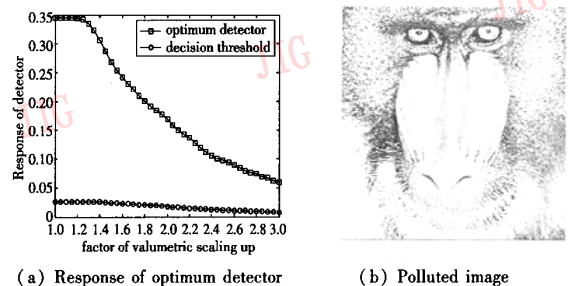 0.35
0.30
0.25
0.20
0.15
0.10
0.05
0
Response of detector
optimum detector
decision threshold
1.0 1.2 1.4 1.6 1.8 2.0 2.2 2.4 2.6 2.8 3.0
factor of valumetric scaling up
JIG
JIG
JIG
(a) Response of optimum detector
(b) Polluted image